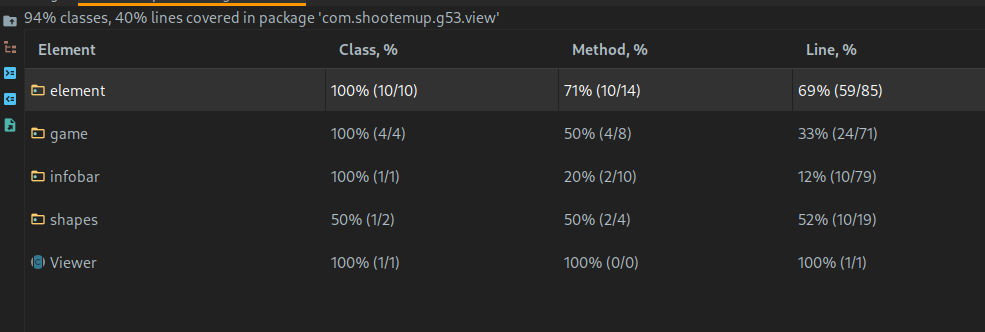 94% classes, 40% lines covered in package 'com.shootemup.g53.view'
Element Class, % Method, % Line, %
element 100% (10/10) 71% (10/14) 69% (59/85)
game 100% (4/4) 50% (4/8) 33% (24/71)
infobar 100% (1/1) 20% (2/10) 12% (10/79)
shapes 50% (1/2) 50% (2/4) 52% (10/19)
Viewer 100% (1/1) 100% (0/0) 100% (1/1)